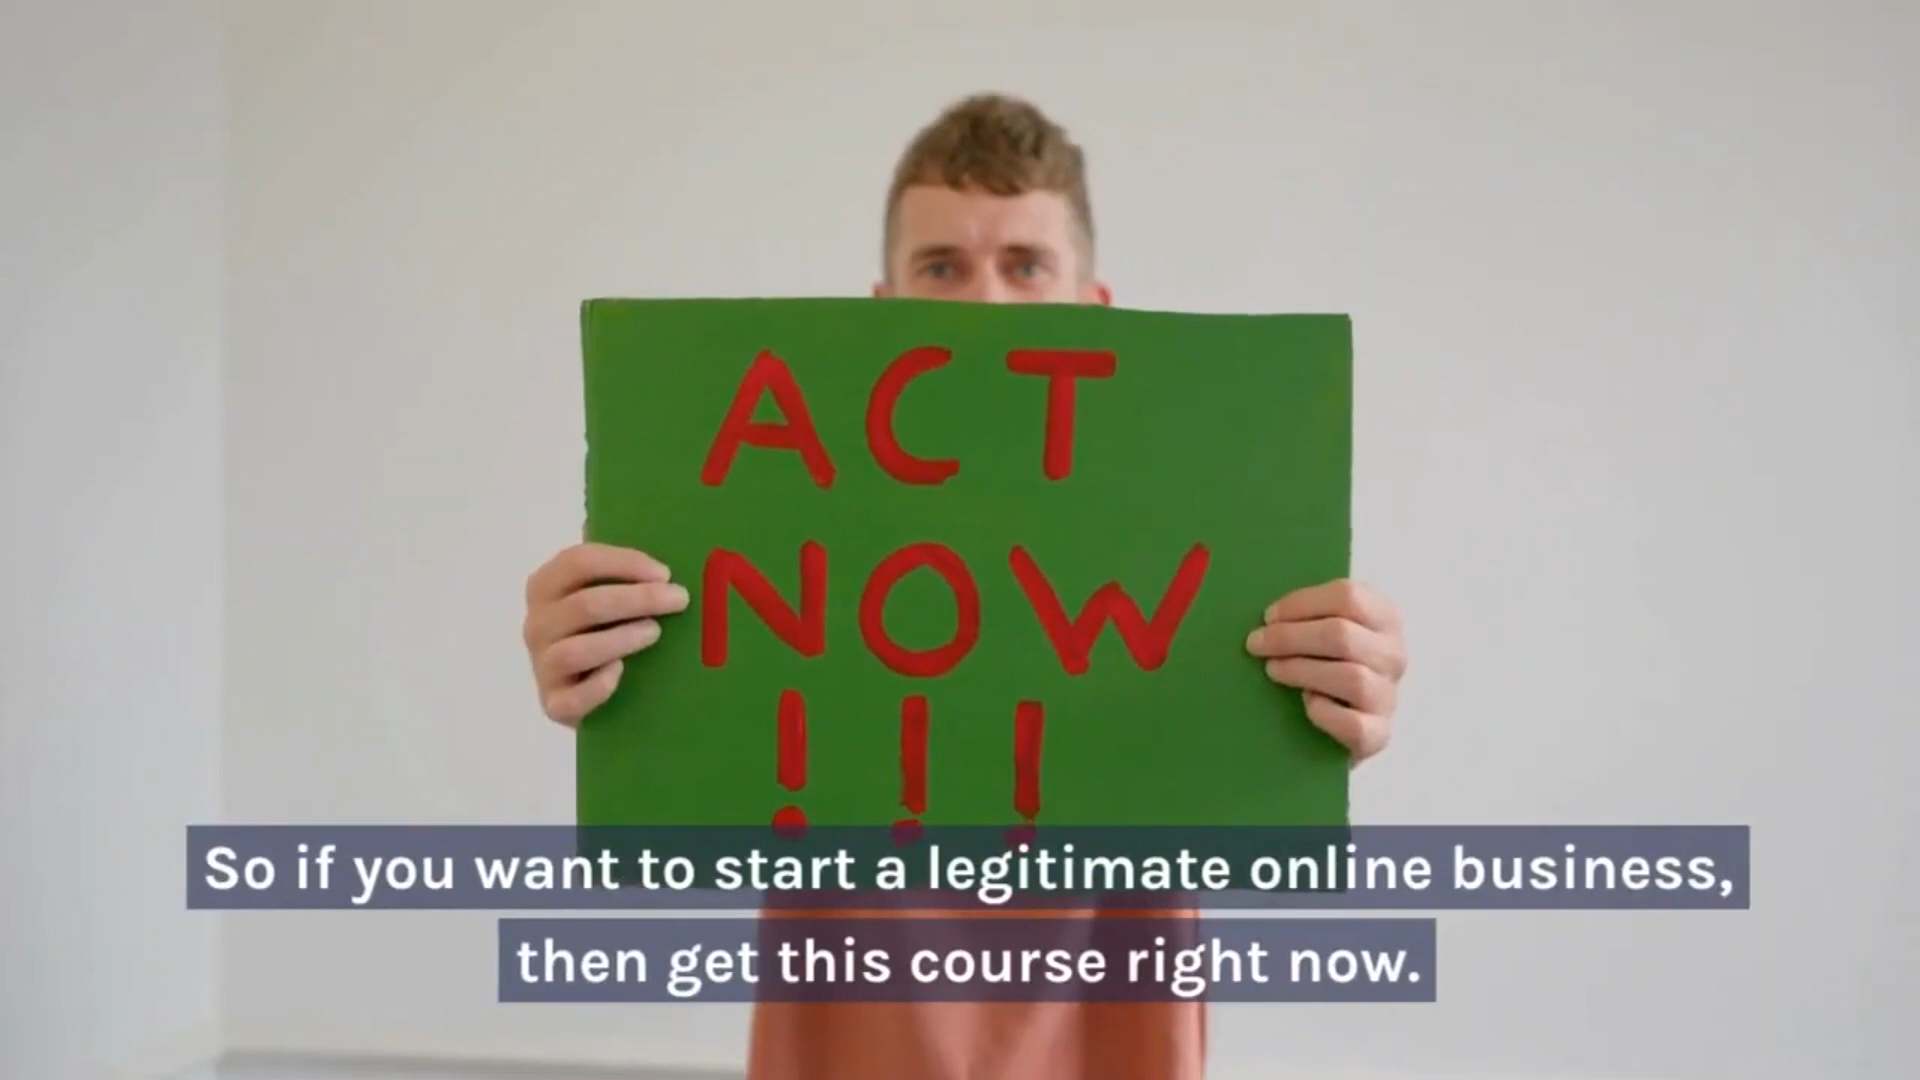 ACT
NOW
!!!
So if you want to start a legitimate online business,
then get this course right now.